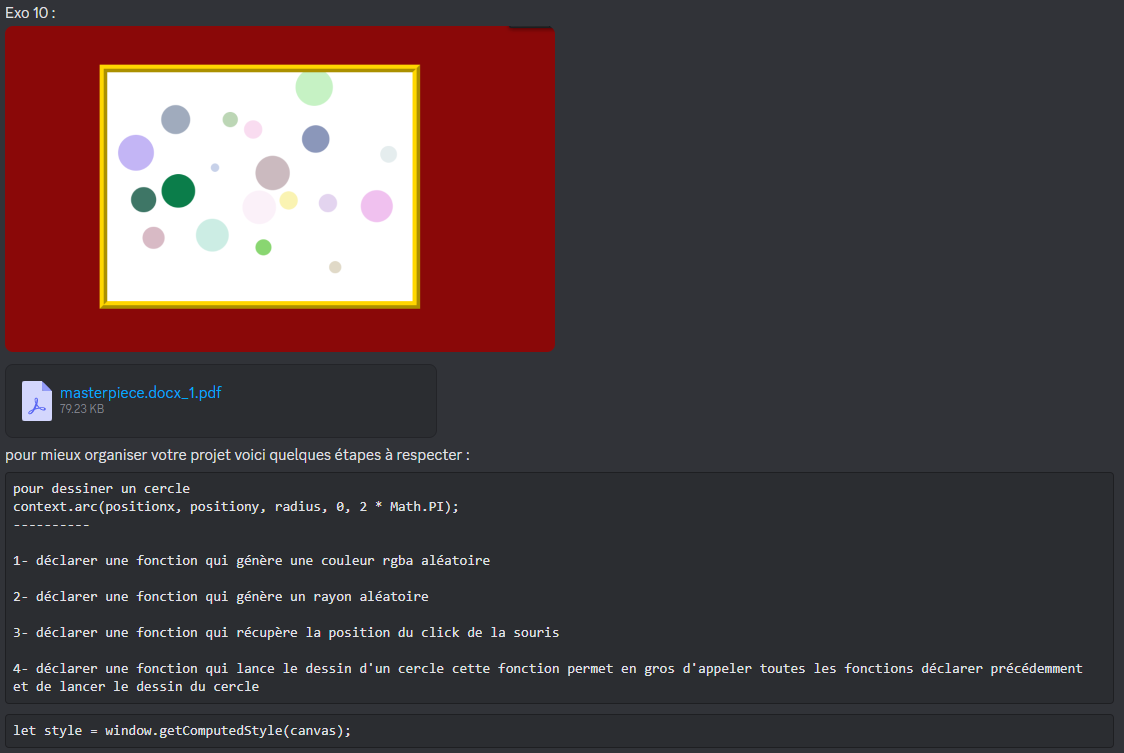 Exo 10 :
masterpiece.docx_1.pdf
79.23 KB
pour mieux organiser votre projet voici quelques étapes à respecter :
pour dessiner un cercle
context.arc(positionx, positiony, radius, 0, 2 * Math.PI);
----------
1- déclarer une fonction qui génère une couleur rgba aléatoire
2- déclarer une fonction qui génère un rayon aléatoire
3- déclarer une fonction qui récupère la position du click de la souris
4- déclarer une fonction qui lance le dessin d'un cercle cette fonction permet en gros d'appeler toutes les fonctions déclarer précédemment
et de lancer le dessin du cercle
let style = window.getComputedStyle(canvas);